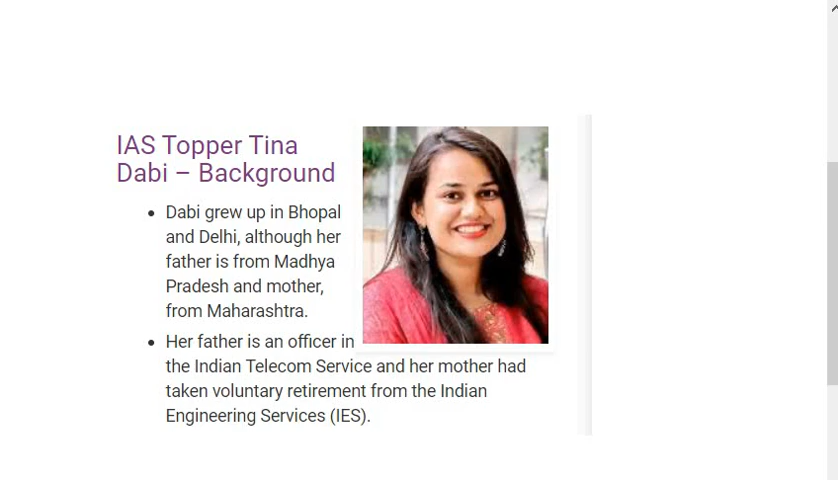 IAS Topper Tina
Dabi – Background
• Dabi grew up in Bhopal
and Delhi, although her
father is from Madhya
Pradesh and mother,
from Maharashtra.
• Her father is an officer in
the Indian Telecom Service and her mother had
taken voluntary retirement from the Indian
Engineering Services (IES).